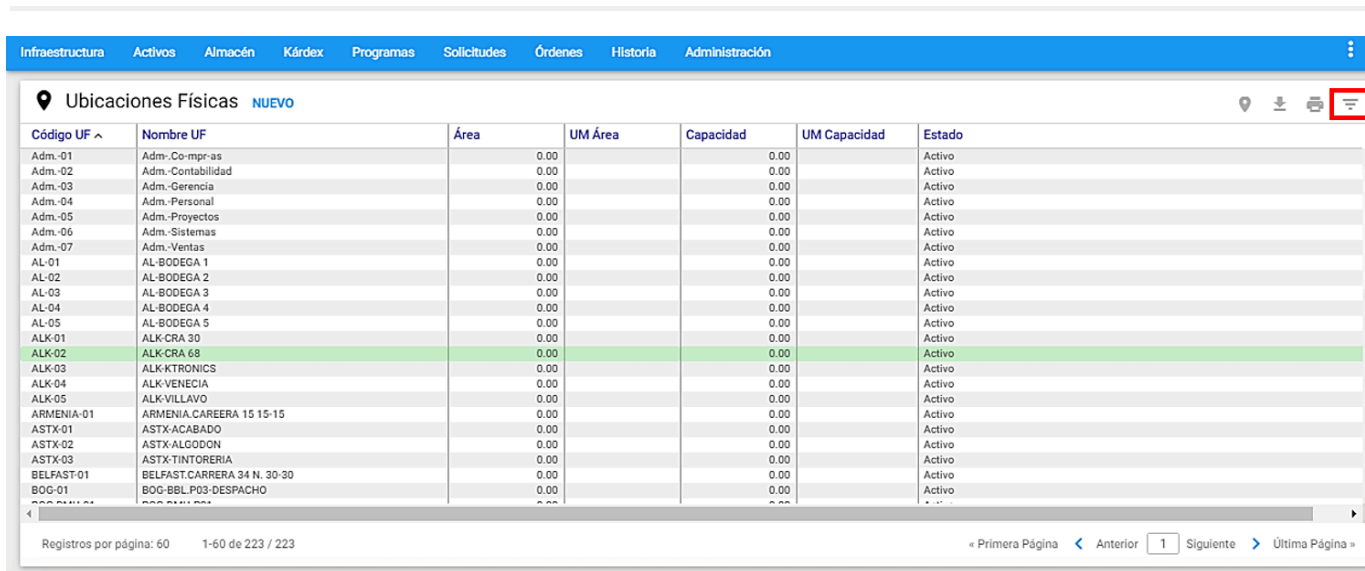 Infraestructura Activos Almacén Kárdex Programas Solicitudes Órdenes Historia Administración
Ubicaciones Físicas NUEVO
Código UF Nombre UF Área UM Área Capacidad UM Capacidad Estado
Adm.-01 Adm-.Co-mpr-as 0.00 0.00 Activo
Adm.-02 Adm.-Contabilidad 0.00 0.00 Activo
Adm.-03 Adm.-Gerencia 0.00 0.00 Activo
Adm.-04 Adm.-Personal 0.00 0.00 Activo
Adm.-05 Adm.-Proyectos 0.00 0.00 Activo
Adm.-06 Adm.-Sistemas 0.00 0.00 Activo
Adm.-07 Adm.-Ventas 0.00 0.00 Activo
AL-01 AL-BODEGA 1 0.00 0.00 Activo
AL-02 AL-BODEGA 2 0.00 0.00 Activo
AL-03 AL-BODEGA 3 0.00 0.00 Activo
AL-04 AL-BODEGA 4 0.00 0.00 Activo
AL-05 AL-BODEGA 5 0.00 0.00 Activo
ALK-01 ALK-CRA 30 0.00 0.00 Activo
ALK-02 ALK-CRA 68 0.00 0.00 Activo
ALK-03 ALK-KTRONICS 0.00 0.00 Activo
ALK-04 ALK-VENECIA 0.00 0.00 Activo
ALK-05 ALK-VILLAVO 0.00 0.00 Activo
ARMENIA-01 ARMENIA.CAREERA 15 15-15 0.00 0.00 Activo
ASTX-01 ASTX-ACABADO 0.00 0.00 Activo
ASTX-02 ASTX-ALGODON 0.00 0.00 Activo
ASTX-03 ASTX-TINTORERIA 0.00 0.00 Activo
BELFAST-01 BELFAST.CARRERA 34 N. 30-30 0.00 0.00 Activo
BOG-01 BOG-BBL.P03-DESPACHO 0.00 0.00 Activo
Registros por página: 60 1-60 de 223 / 223 « Primera Página Anterior 1 Siguiente Última Página »